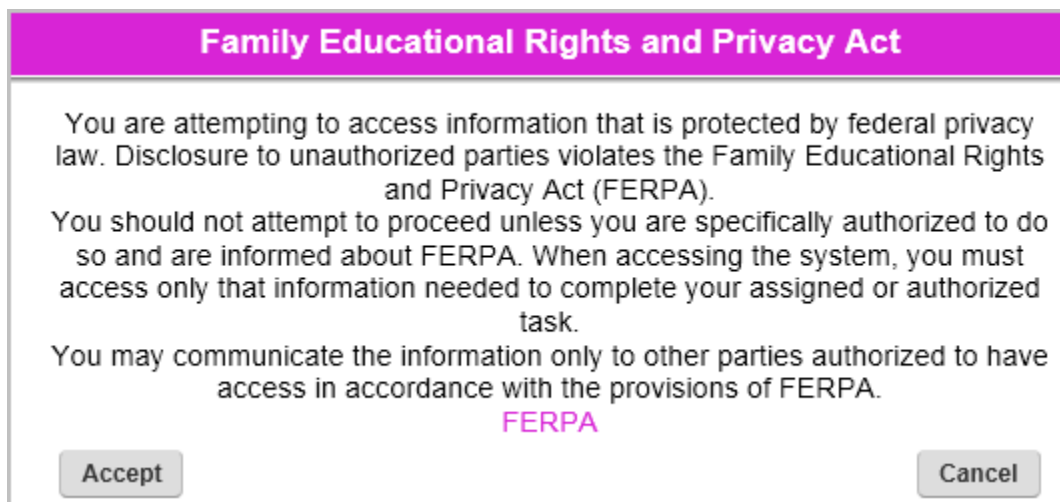 Family Educational Rights and Privacy Act
You are attempting to access information that is protected by federal privacy
law. Disclosure to unauthorized parties violates the Family Educational Rights
and Privacy Act (FERPA).
You should not attempt to proceed unless you are specifically authorized to do
so and are informed about FERPA. When accessing the system, you must
access only that information needed to complete your assigned or authorized
task.
You may communicate the information only to other parties authorized to have
access in accordance with the provisions of FERPA.
FERPA
Accept Cancel